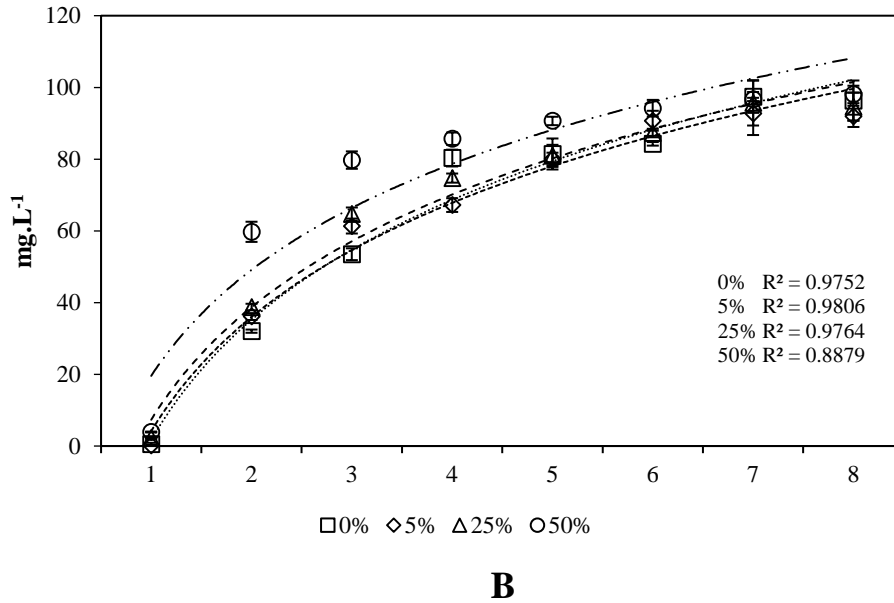 120
100
80
60
40
20
0
mg.L-1
0% R² = 0.9752
5% R² = 0.9806
25% R² = 0.9764
50% R² = 0.8879
1 2 3 4 5 6 7 8
0% 5% 25% 50%
B